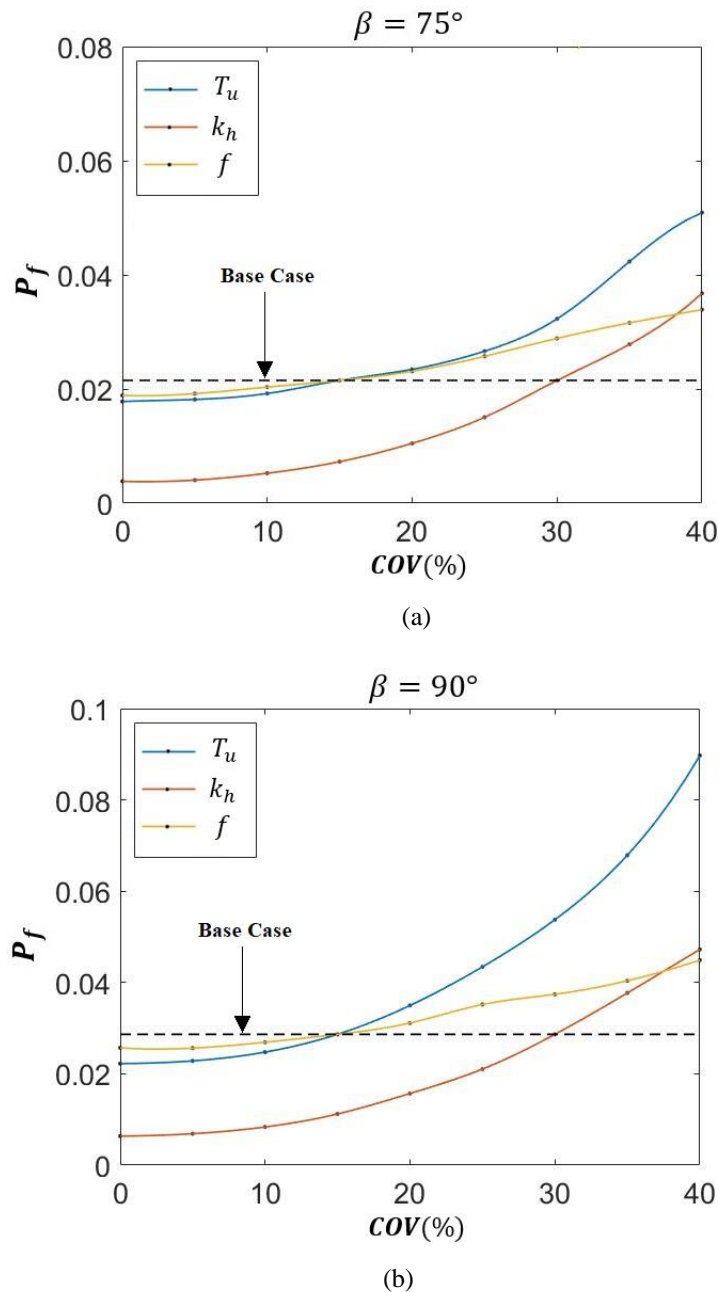 β = 75°
0.08
0.06
0.04
0.02
0
P_f
T_u
k_h
f
Base Case
0 10 20 30 40
COV(%)
(a)
β = 90°
0.1
0.08
0.06
0.04
0.02
0
P_f
T_u
k_h
f
Base Case
0 10 20 30 40
COV(%)
(b)